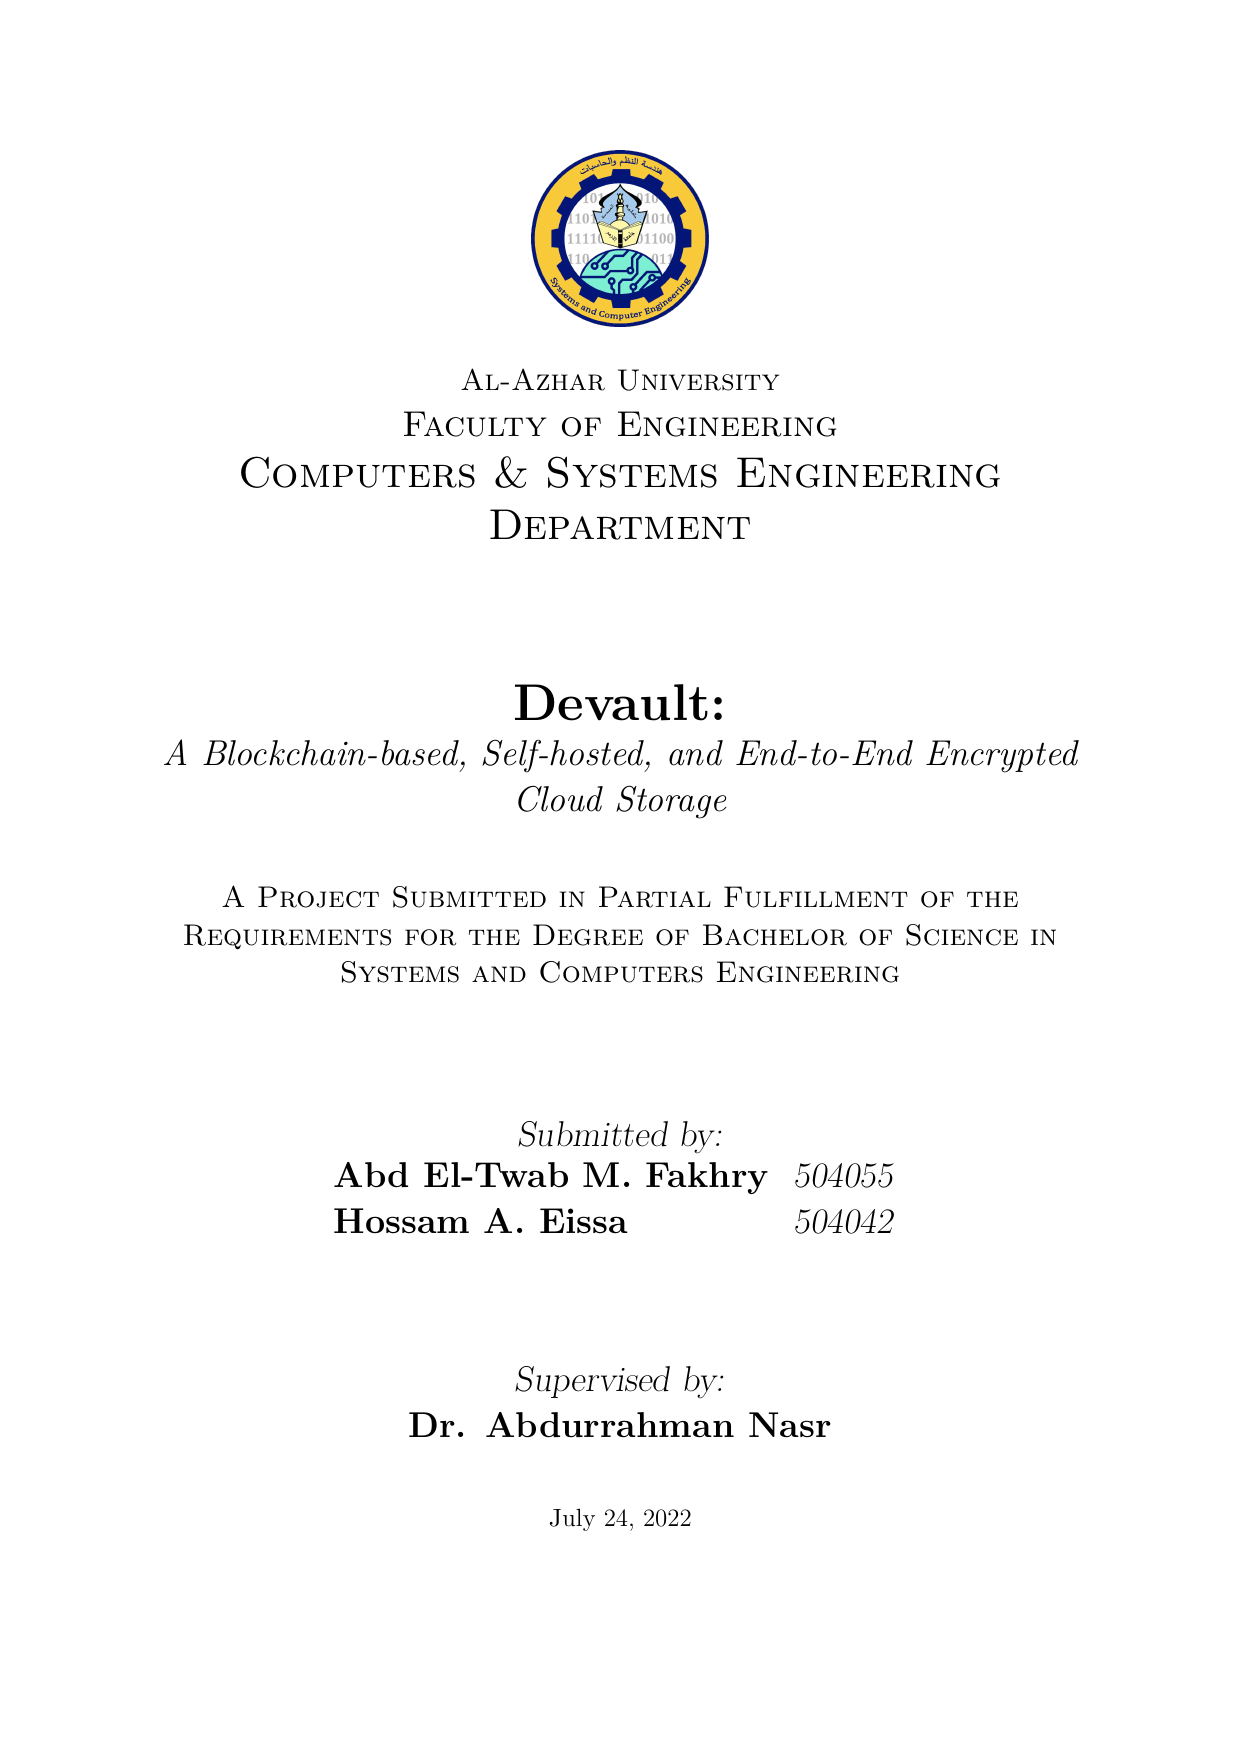 هندسة النظم والحاسبات
Systems and Computer Engineering
Al-Azhar University
Faculty of Engineering
Computers & Systems Engineering
Department
Devault:
A Blockchain-based, Self-hosted, and End-to-End Encrypted
Cloud Storage
A Project Submitted in Partial Fulfillment of the
Requirements for the Degree of Bachelor of Science in
Systems and Computers Engineering
Submitted by:
Abd El-Twab M. Fakhry 504055
Hossam A. Eissa 504042
Supervised by:
Dr. Abdurrahman Nasr
July 24, 2022